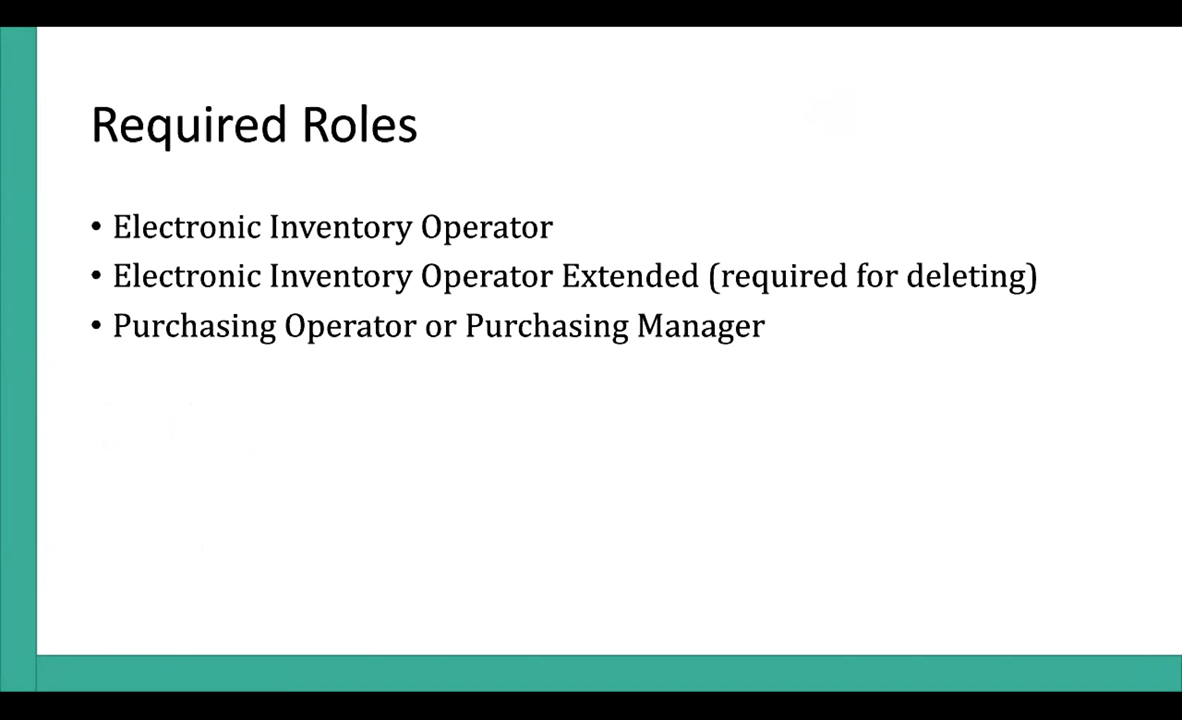 Required Roles
• Electronic Inventory Operator
• Electronic Inventory Operator Extended (required for deleting)
• Purchasing Operator or Purchasing Manager